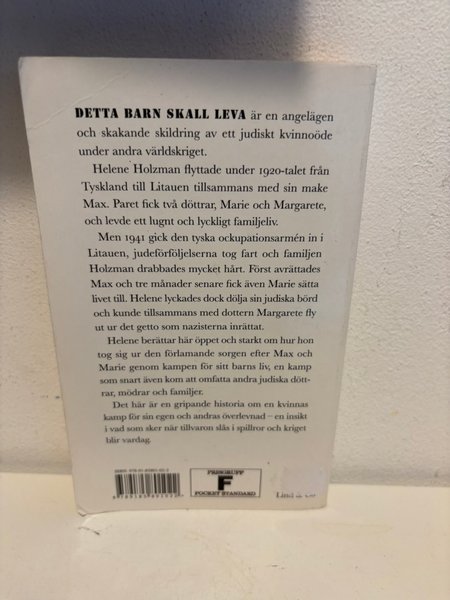 DETTA BARN SKALL LEVA är en angelägen
och skakande skildring av ett judiskt kvinnoöde
under andra världskriget.
Helene Holzman flyttade under 1920-talet från
Tyskland till Litauen tillsammans med sin make
Max. Paret fick två döttrar, Marie och Margarete,
och levde ett lugnt och lyckligt familjeliv.
Men 1941 gick den tyska ockupationsarmén in i
Litauen, judeförföljelserna tog fart och familjen
Holzman drabbades mycket hårt. Först avrättades
Max och tre månader senare fick även Marie sätta
livet till. Helene lyckades dock dölja sin judiska börd
och kunde tillsammans med dottern Margarete fly
ut ur det getto som nazisterna inrättat.
Helene berättar här öppet och starkt om hur hon
tog sig ur den förlamande sorgen efter Max och
Marie genom kampen för sitt barns liv, en kamp
som snart även kom att omfatta andra judiska dött-
rar, mödrar och familjer.
Det här är en gripande historia om en kvinnas
kamp för sin egen och andras överlevnad – en insikt
i vad som sker när tillvaron slås i spillror och kriget
blir vardag.
PRISGRUPP
F
POCKET STANDARD